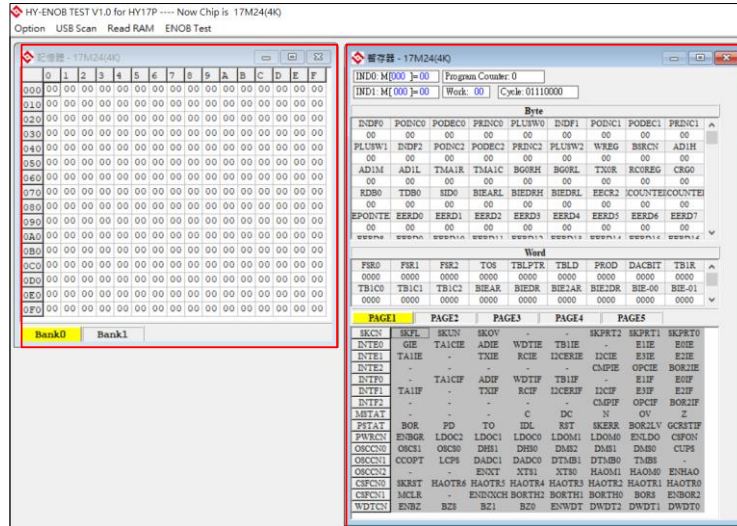 HY-ENOB TEST V1.0 for HY17P ---- Now Chip is 17M24(4K)
Option USB Scan Read RAM ENOB Test
記憶器 - 17M24(4K)
0 1 2 3 4 5 6 7 8 9 A B C D E F
000 00 00 00 00 00 00 00 00 00 00 00 00 00 00 00 00
010 00 00 00 00 00 00 00 00 00 00 00 00 00 00 00 00
020 00 00 00 00 00 00 00 00 00 00 00 00 00 00 00 00
030 00 00 00 00 00 00 00 00 00 00 00 00 00 00 00 00
040 00 00 00 00 00 00 00 00 00 00 00 00 00 00 00 00
050 00 00 00 00 00 00 00 00 00 00 00 00 00 00 00 00
060 00 00 00 00 00 00 00 00 00 00 00 00 00 00 00 00
070 00 00 00 00 00 00 00 00 00 00 00 00 00 00 00 00
080 00 00 00 00 00 00 00 00 00 00 00 00 00 00 00 00
090 00 00 00 00 00 00 00 00 00 00 00 00 00 00 00 00
0A0 00 00 00 00 00 00 00 00 00 00 00 00 00 00 00 00
0B0 00 00 00 00 00 00 00 00 00 00 00 00 00 00 00 00
0C0 00 00 00 00 00 00 00 00 00 00 00 00 00 00 00 00
0D0 00 00 00 00 00 00 00 00 00 00 00 00 00 00 00 00
0E0 00 00 00 00 00 00 00 00 00 00 00 00 00 00 00 00
0F0 00 00 00 00 00 00 00 00 00 00 00 00 00 00 00 00
Bank0 Bank1
暫存器 - 17M24(4K)
IND0: M[000 ]=00 Program Counter: 0
IND1: M[000 ]=00 Work: 00 Cycle: 01110000
Byte
INDF0 POINC0 PODEC0 PRINC0 PLUSW0 INDF1 POINC1 PODEC1 PRINC1
00 00 00 00 00 00 00 00 00
PLUSW1 INDF2 POINC2 PODEC2 PRINC2 PLUSW2 WREG BSRCN AD1H
00 00 00 00 00 00 00 00 00
AD1M AD1L TMA1R TMA1C BG0RH BG0RL TX0R RC0REG CRG0
00 00 00 00 00 00 00 00 00
RDB0 TDB0 SID0 BIEARL BIEDRH BIEDRL EECR2
00 00 00 00 00 00 00 00 00
EPOINTE EERD0 EERD1 EERD2 EERD3 EERD4 EERD5 EERD6 EERD7
00 00 00 00 00 00 00 00 00
Word
FSR0 FSR1 FSR2 TOS TBLPTR TBLD PROD DACBIT TB1R
0000 0000 0000 0000 0000 0000 0000 0000 0000
TB1C0 TB1C1 TB1C2 BIEAR BIEDR BIE2AR BIE2DR BIE-00 BIE-01
0000 0000 0000 0000 0000 0000 0000 0000 0000
PAGE1 PAGE2 PAGE3 PAGE4 PAGE5
SKCN SKFL SKUN SKOV - - SKPRT2 SKPRT1 SKPRT0
INTE0 GIE TA1CIE ADIE WDTIE TB1IE - E1IE E0IE
INTE1 TA1IE - TXIE RCIE I2CERIE I2CIE E3IE E2IE
INTE2 - - - - - CMPIE OPCIE BOR2IE
INTF0 - TA1CIF ADIF WDTIF TB1IF - E1IF E0IF
INTF1 TA1IF - TXIF RCIF I2CERIF I2CIF E3IF E2IF
INTF2 - - - - - CMPIF OPCIF BOR2IF
MSTAT - - - C DC N OV Z
PSTAT BOR PD TO IDL RST SKERR BOR2LV GCRSTIF
PWRCN ENBGR LDOC2 LDOC1 LDOC0 LDOM1 LDOM0 ENLDO CSFON
OSCCN0 OSCS1 OSCS0 DHS1 DHS0 DMS2 DMS1 DMS0 CUPS
OSCCN1 CCOPT LCPS DADC1 DADC0 DTMB1 DTMB0 TMBS -
OSCCN2 - - ENXT XTS1 XTS0 HAOM1 HAOM0 ENHAO
CSFCN0 SKRST HAOTR6 HAOTR5 HAOTR4 HAOTR3 HAOTR2 HAOTR1 HAOTR0
CSFCN1 MCLR - ENINXCH BORTH2 BORTH1 BORTH0 BORS ENBOR2
WDTCN ENBZ BZS BZ1 BZ0 ENWDT DWDT2 DWDT1 DWDT0